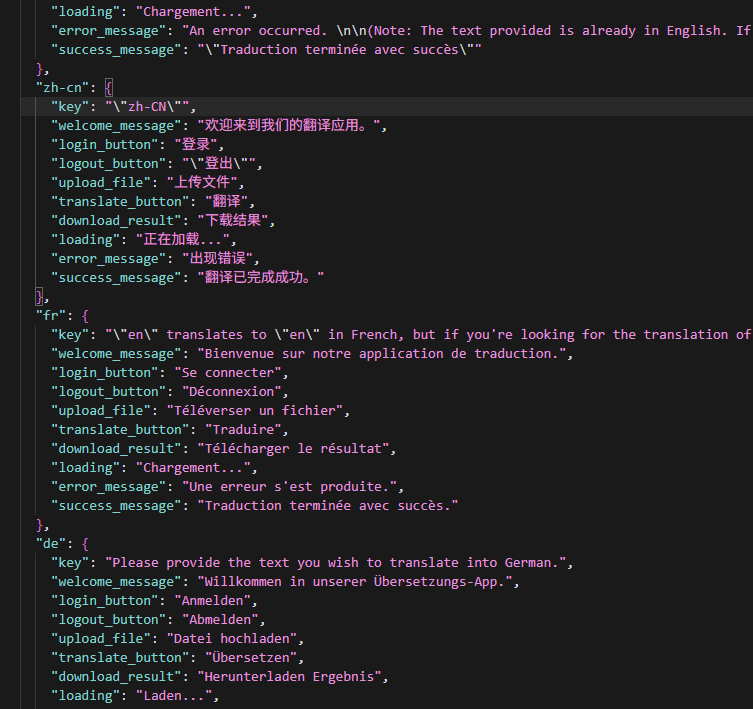 "loading": "Chargement...",
"error_message": "An error occurred. \n\n(Note: The text provided is already in English. If
"success_message": "\"Traduction terminée avec succès\""
},
"zh-cn": {
"key": "\"zh-CN\"",
"welcome_message": "欢迎来到我们的翻译应用。",
"login_button": "登录",
"logout_button": "\"登出\"",
"upload_file": "上传文件",
"translate_button": "翻译",
"download_result": "下载结果",
"loading": "正在加载...",
"error_message": "出现错误",
"success_message": "翻译已完成成功。"
},
"fr": {
"key": "\"en\" translates to \"en\" in French, but if you're looking for the translation of
"welcome_message": "Bienvenue sur notre application de traduction.",
"login_button": "Se connecter",
"logout_button": "Déconnexion",
"upload_file": "Téléverser un fichier",
"translate_button": "Traduire",
"download_result": "Télécharger le résultat",
"loading": "Chargement...",
"error_message": "Une erreur s'est produite.",
"success_message": "Traduction terminée avec succès."
},
"de": {
"key": "Please provide the text you wish to translate into German.",
"welcome_message": "Willkommen in unserer Übersetzungs-App.",
"login_button": "Anmelden",
"logout_button": "Abmelden",
"upload_file": "Datei hochladen",
"translate_button": "Übersetzen",
"download_result": "Herunterladen Ergebnis",
"loading": "Laden...",